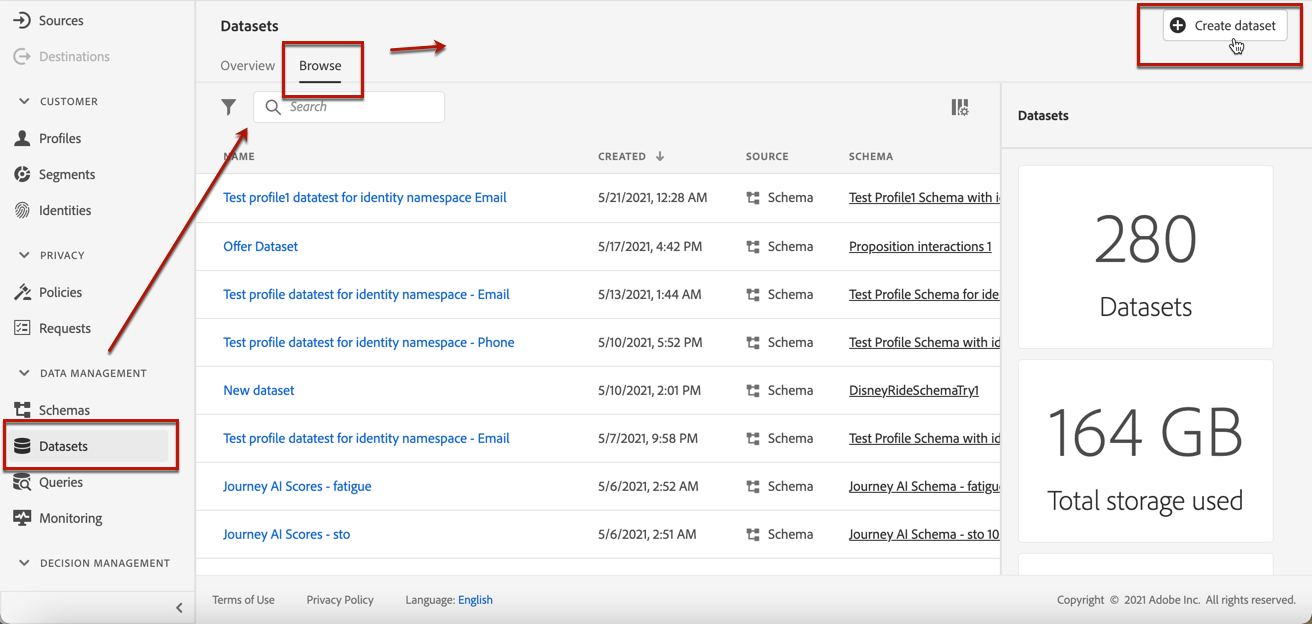 Sources
Destinations
CUSTOMER
Profiles
Segments
Identities
PRIVACY
Policies
Requests
DATA MANAGEMENT
Schemas
Datasets
Queries
Monitoring
DECISION MANAGEMENT
Datasets
Create dataset
Overview Browse
Search
NAME CREATED SOURCE SCHEMA
Test profile1 datatest for identity namespace Email 5/21/2021, 12:28 AM Schema Test Profile1 Schema with i
Offer Dataset 5/17/2021, 4:42 PM Schema Proposition interactions 1
Test profile datatest for identity namespace - Email 5/13/2021, 1:44 AM Schema Test Profile Schema for ide
Test profile datatest for identity namespace - Phone 5/10/2021, 5:52 PM Schema Test Profile Schema with id
New dataset 5/10/2021, 2:01 PM Schema DisneyRideSchemaTry1
Test profile datatest for identity namespace - Email 5/7/2021, 9:58 PM Schema Test Profile Schema with id
Journey AI Scores - fatigue 5/6/2021, 2:52 AM Schema Journey AI Schema - fatigu
Journey AI Scores - sto 5/6/2021, 2:51 AM Schema Journey AI Schema - sto 10
Datasets
280
Datasets
164 GB
Total storage used
Terms of Use Privacy Policy Language: English Copyright © 2021 Adobe Inc. All rights reserved.